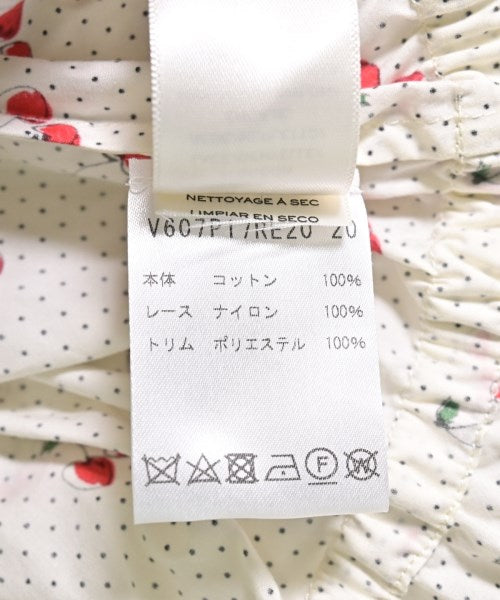 NETTOYAGE À SEC
LIMPIAR EN SECO
V607P17RE20 20
本体 コットン 100%
レース ナイロン 100%
トリム ポリエステル 100%
F W